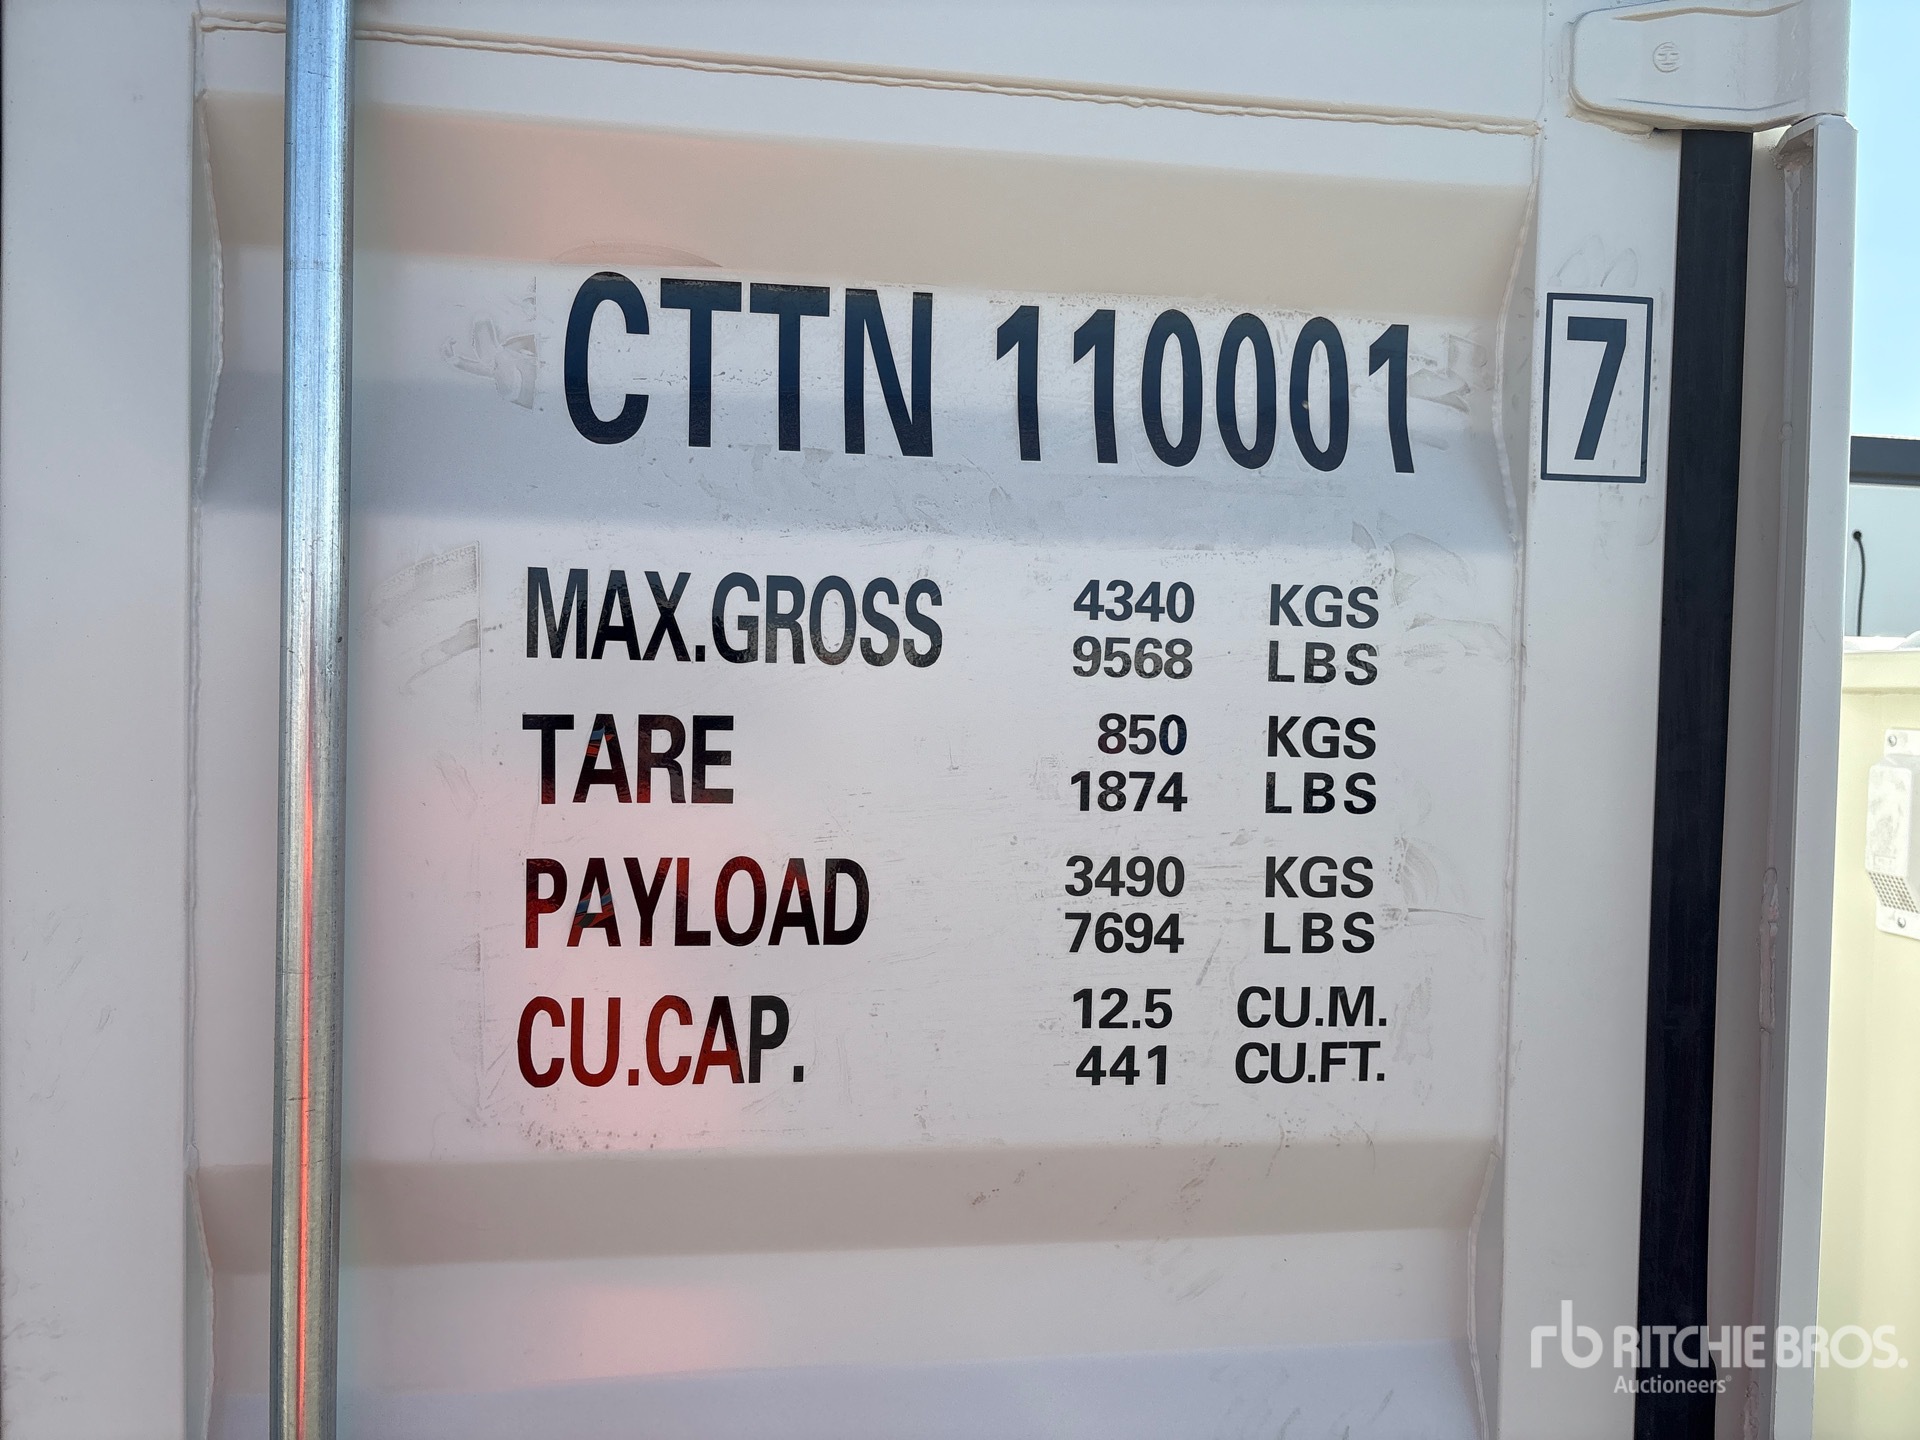 CTTN 110001 7
MAX.GROSS 4340 KGS
9568 LBS
TARE 850 KGS
1874 LBS
PAYLOAD 3490 KGS
7694 LBS
CU.CAP. 12.5 CU.M.
441 CU.FT.
rb RITCHIE BROS.
Auctioneers